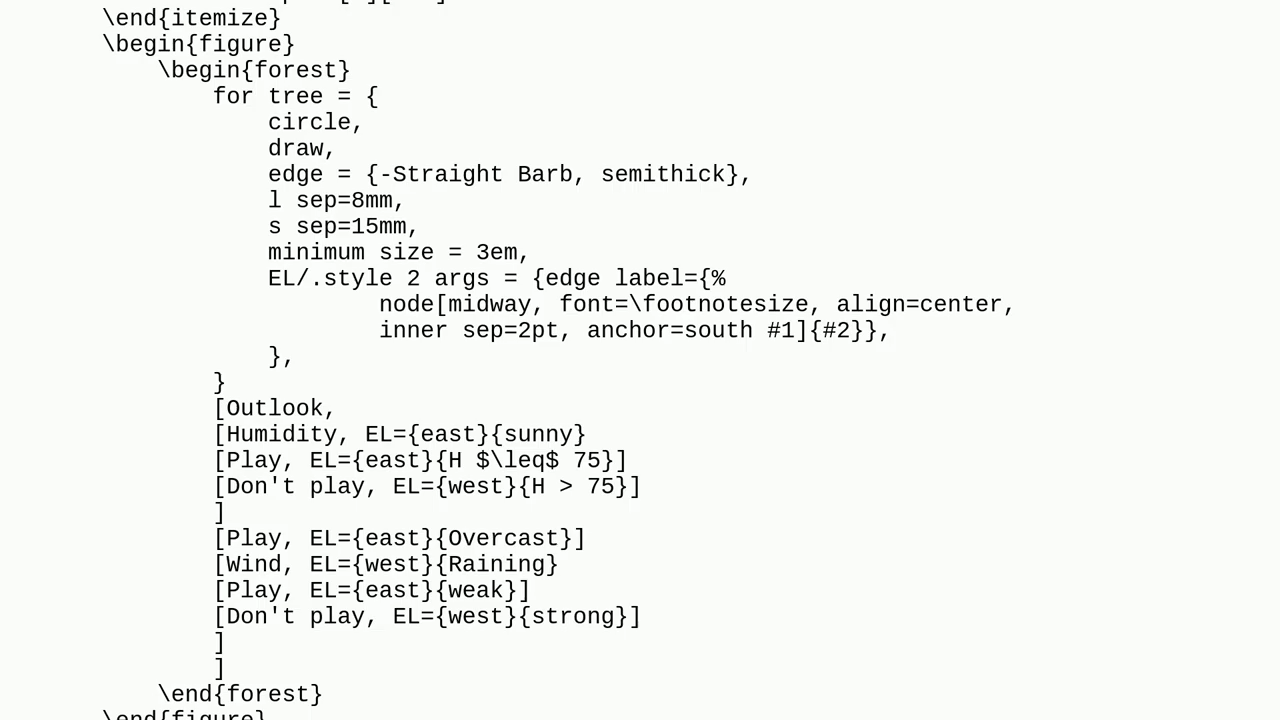 \end{itemize}
\begin{figure}
\begin{forest}
for tree = {
circle,
draw,
edge = {-Straight Barb, semithick},
l sep=8mm,
s sep=15mm,
minimum size = 3em,
EL/.style 2 args = {edge label={%
node[midway, font=\footnotesize, align=center,
inner sep=2pt, anchor=south #1]{#2}},
},
}
[Outlook,
[Humidity, EL={east}{sunny}
[Play, EL={east}{H $\leq$ 75}]
[Don't play, EL={west}{H > 75}]
]
[Play, EL={east}{Overcast}]
[Wind, EL={west}{Raining}
[Play, EL={east}{weak}]
[Don't play, EL={west}{strong}]
]
]
\end{forest}
\end{figure}